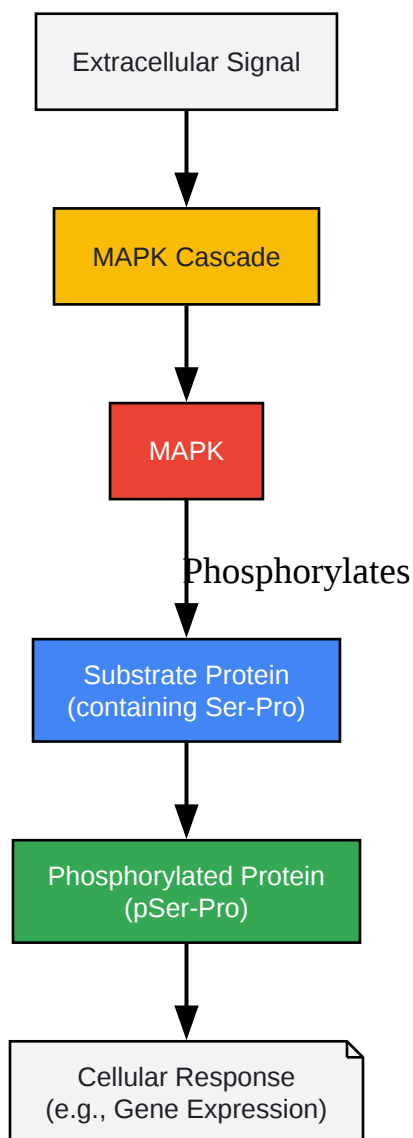 Extracellular Signal
MAPK Cascade
MAPK
Phosphorylates
Substrate Protein
(containing Ser-Pro)
Phosphorylated Protein
(pSer-Pro)
Cellular Response
(e.g., Gene Expression)